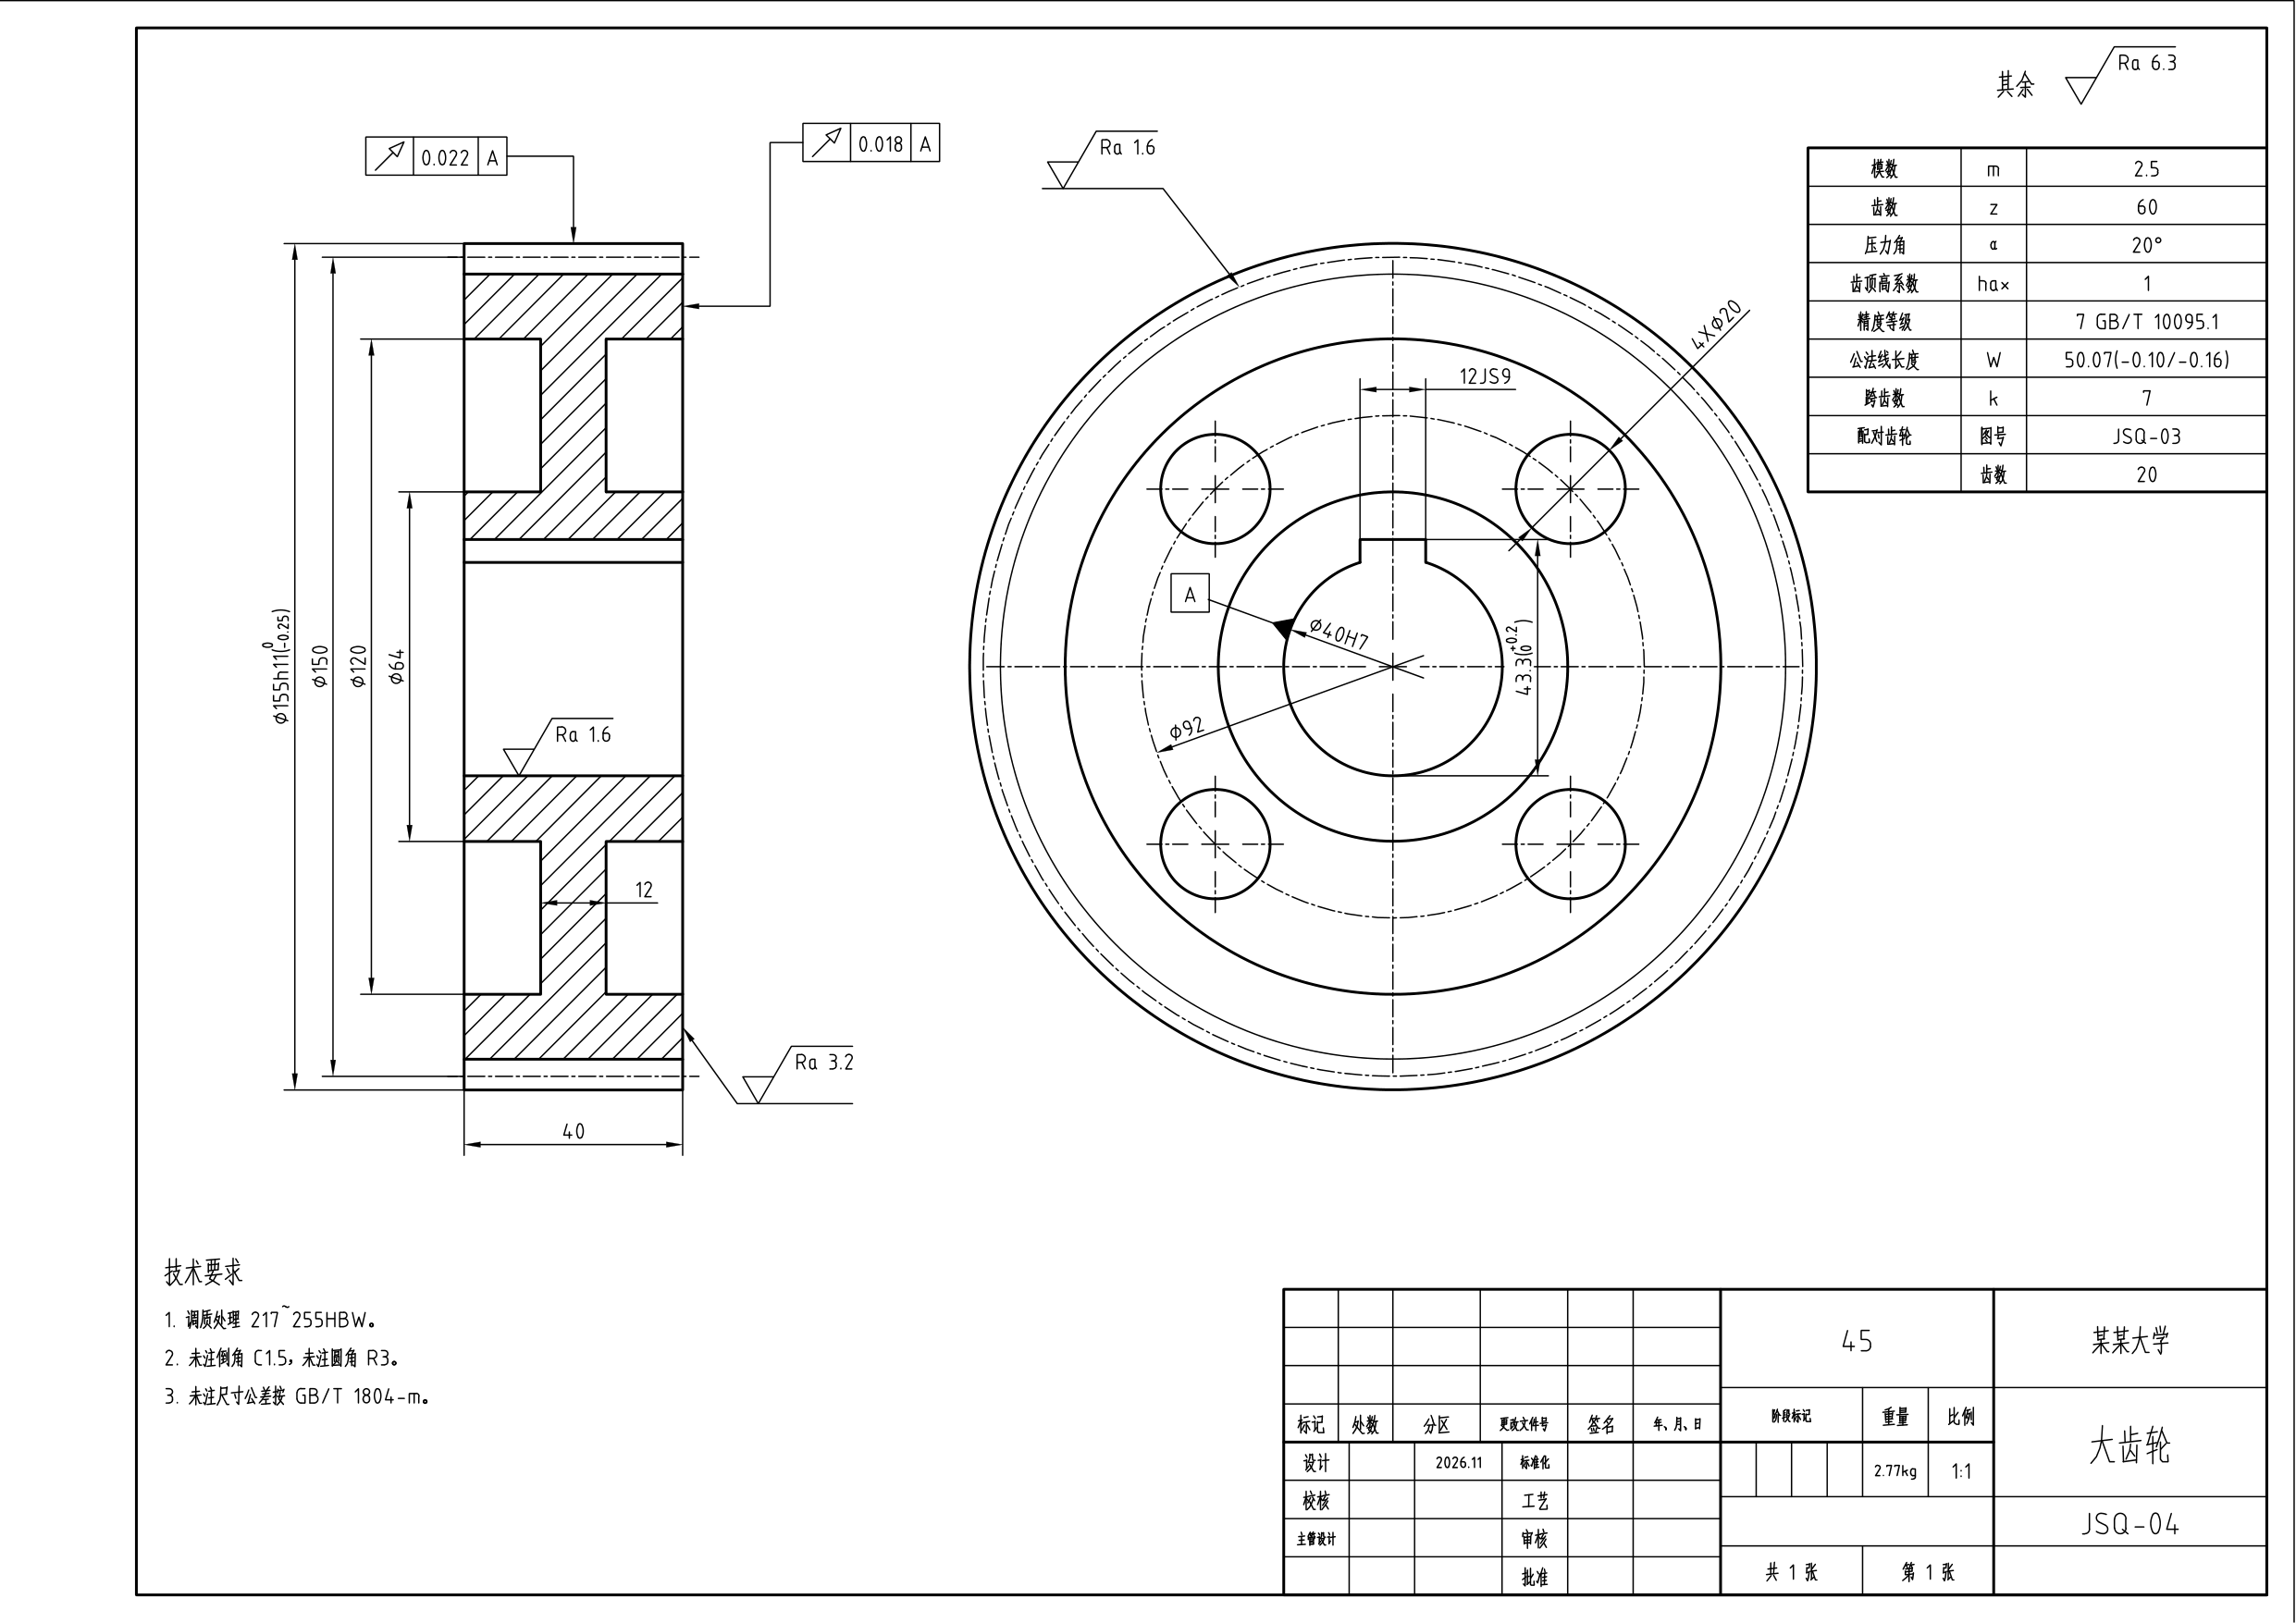 其余 Ra 6.3
0.022 A
0.018 A
Ra 1.6
模数 m 2.5
齿数 z 60
压力角 α 20°
齿顶高系数 ha× 1
精度等级 7 GB/T 10095.1
公法线长度 W 50.07(-0.10/-0.16)
跨齿数 k 7
配对齿轮 图号 JSQ-03
齿数 20
4Xφ20
12JS9
A
φ40H7
φ92
43.3(+0.2 0)
φ155h11(0 -0.25)
φ150
φ120
φ64
Ra 1.6
12
Ra 3.2
40
技术要求
1. 调质处理 217~255HBW。
2. 未注倒角 C1.5，未注圆角 R3。
3. 未注尺寸公差按 GB/T 1804-m。
45
某某大学
标记 处数 分区 更改文件号 签名 年、月、日
阶段标记 重量 比例
大齿轮
设计 2026.11 标准化
2.77kg 1:1
校核 工艺
主管设计 审核
JSQ-04
批准
共 1 张 第 1 张